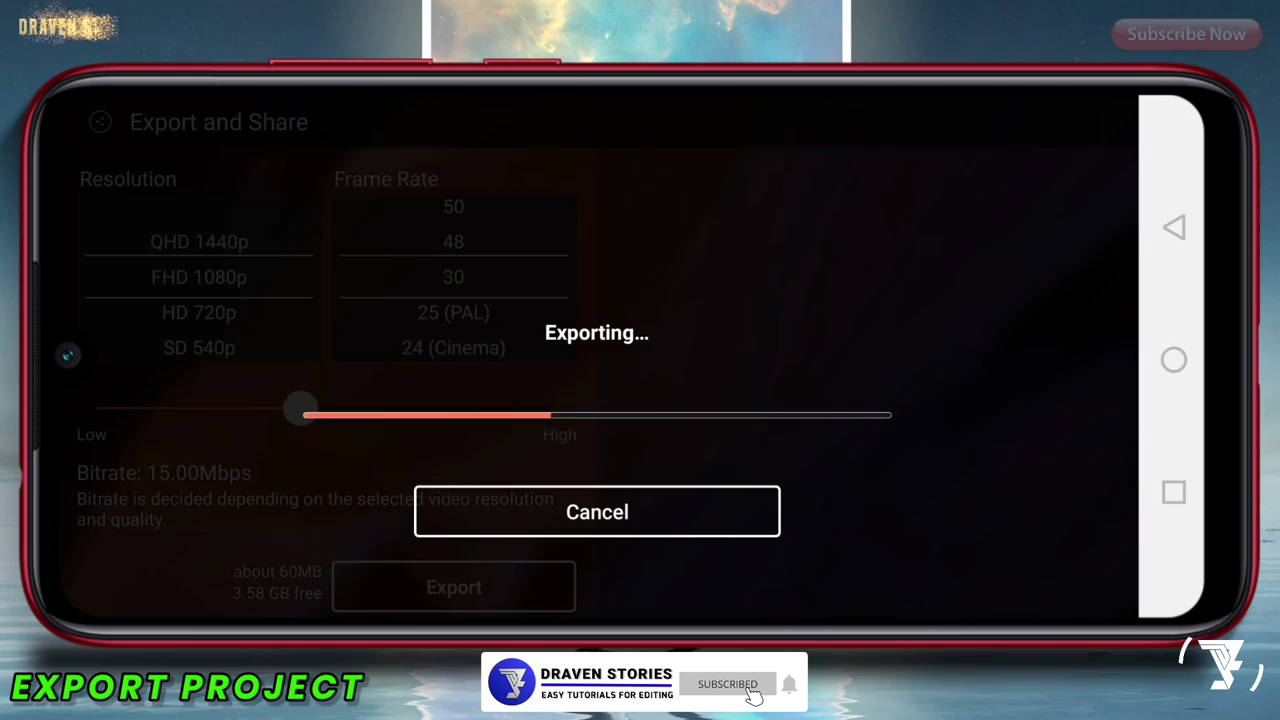 DRAVEN ST
Subscribe Now
Export and Share
Resolution
Frame Rate
50
QHD 1440p
48
FHD 1080p
30
HD 720p
25 (PAL)
SD 540p
24 (Cinema)
Exporting...
Low
High
Bitrate: 15.00Mbps
Bitrate is decided depending on the selected video resolution
and quality.
Cancel
about 60MB
3.58 GB free
Export
EXPORT PROJECT
DRAVEN STORIES
EASY TUTORIALS FOR EDITING
SUBSCRIBED